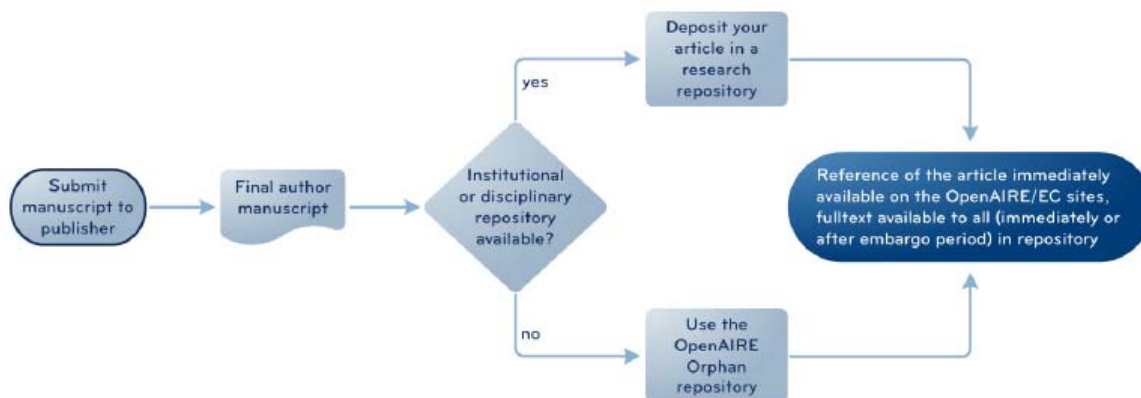 Submit
manuscript to
publisher
Final author
manuscript
Institutional
or disciplinary
repository
available?
yes
Deposit your
article in a
research
repository
no
Use the
OpenAIRE
Orphan
repository
Reference of the article immediately
available on the OpenAIRE/EC sites,
fulltext available to all (immediately or
after embargo period) in repository